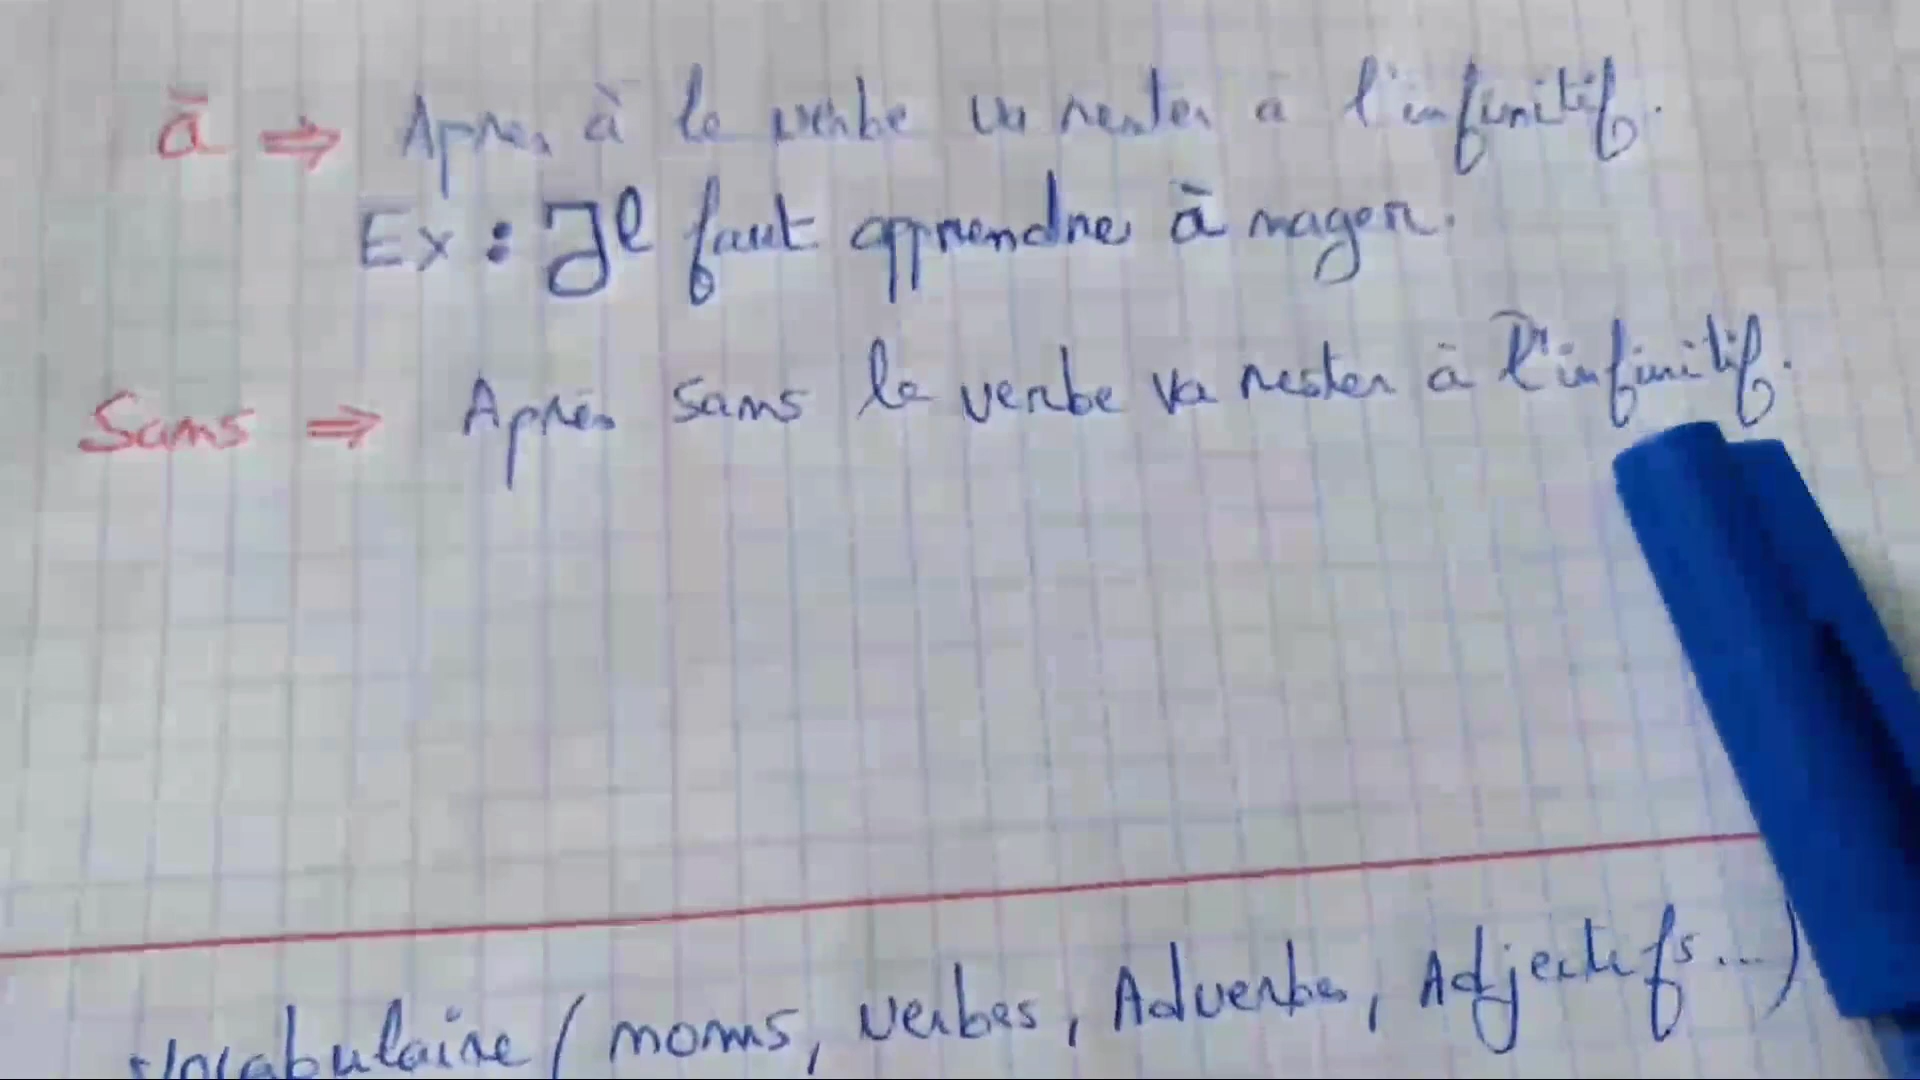 à ⇒ Après à le verbe va rester à l'infinitif.
Ex : Il faut apprendre à nager.
Sans ⇒ Après sans le verbe va rester à l'infinitif.
Vocabulaire (noms, verbes, Adverbes, Adjectifs...)